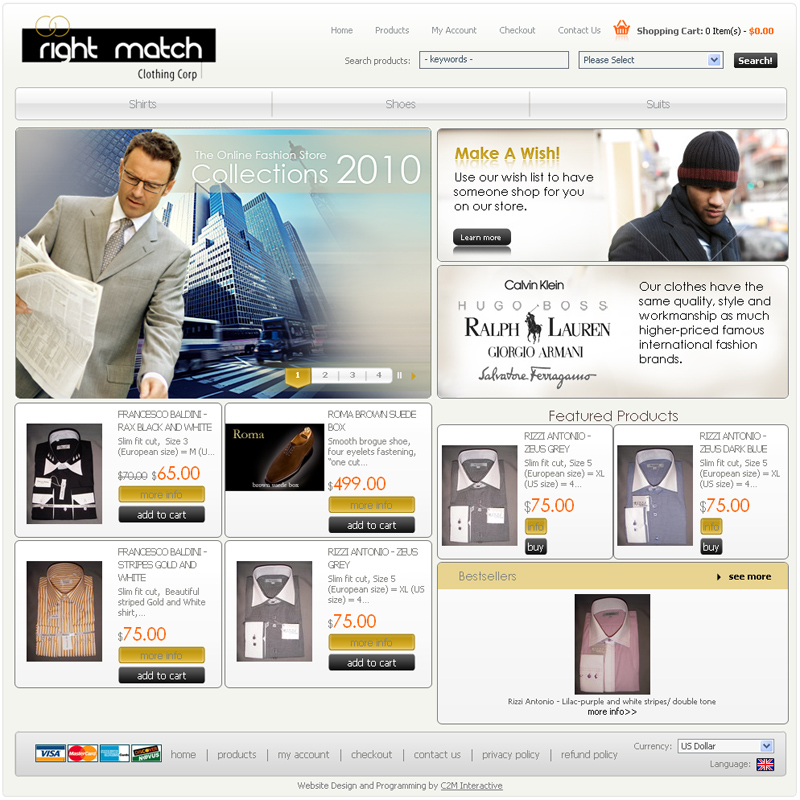 right match
Clothing Corp
Home Products My Account Checkout Contact Us Shopping Cart: 0 Item(s) - $0.00
Search products: - keywords - Please Select Search!
Shirts Shoes Suits
The Online Fashion Store
Collections 2010
1 2 3 4
Make A Wish!
Use our wish list to have
someone shop for you
on our store.
Learn more
Calvin Klein
HUGO BOSS
RALPH LAUREN
GIORGIO ARMANI
Salvatore Ferragamo
Our clothes have the
same quality, style and
workmanship as much
higher-priced famous
international fashion
brands.
FRANCESCO BALDINI -
RAX BLACK AND WHITE
Slim fit cut, Size 3
(European size) = M (U...
$70.00 $65.00
more info
add to cart
Roma
brown suede box
ROMA BROWN SUEDE
BOX
Smooth brogue shoe,
four eyelets fastening,
"one cut...
$499.00
more info
add to cart
FRANCESCO BALDINI -
STRIPES GOLD AND
WHITE
Slim fit cut, Beautiful
striped Gold and White
shirt,...
$75.00
more info
add to cart
RIZZI ANTONIO - ZEUS
GREY
Slim fit cut, Size 5
(European size) = XL (US
size) = 4...
$75.00
more info
add to cart
Featured Products
RIZZI ANTONIO -
ZEUS GREY
Slim fit cut, Size 5
(European size) = XL
(US size) = 4...
$75.00
info
buy
RIZZI ANTONIO -
ZEUS DARK BLUE
Slim fit cut, Size 5
(European size) = XL
(US size) = 4...
$75.00
info
buy
Bestsellers see more
Rizzi Antonio - Lilac-purple and white stripes/ double tone
more info>>
VISA MasterCard DISCOVER NOVUS
home | products | my account | checkout | contact us | privacy policy | refund policy
Currency: US Dollar
Language:
Website Design and Programming by C2M Interactive